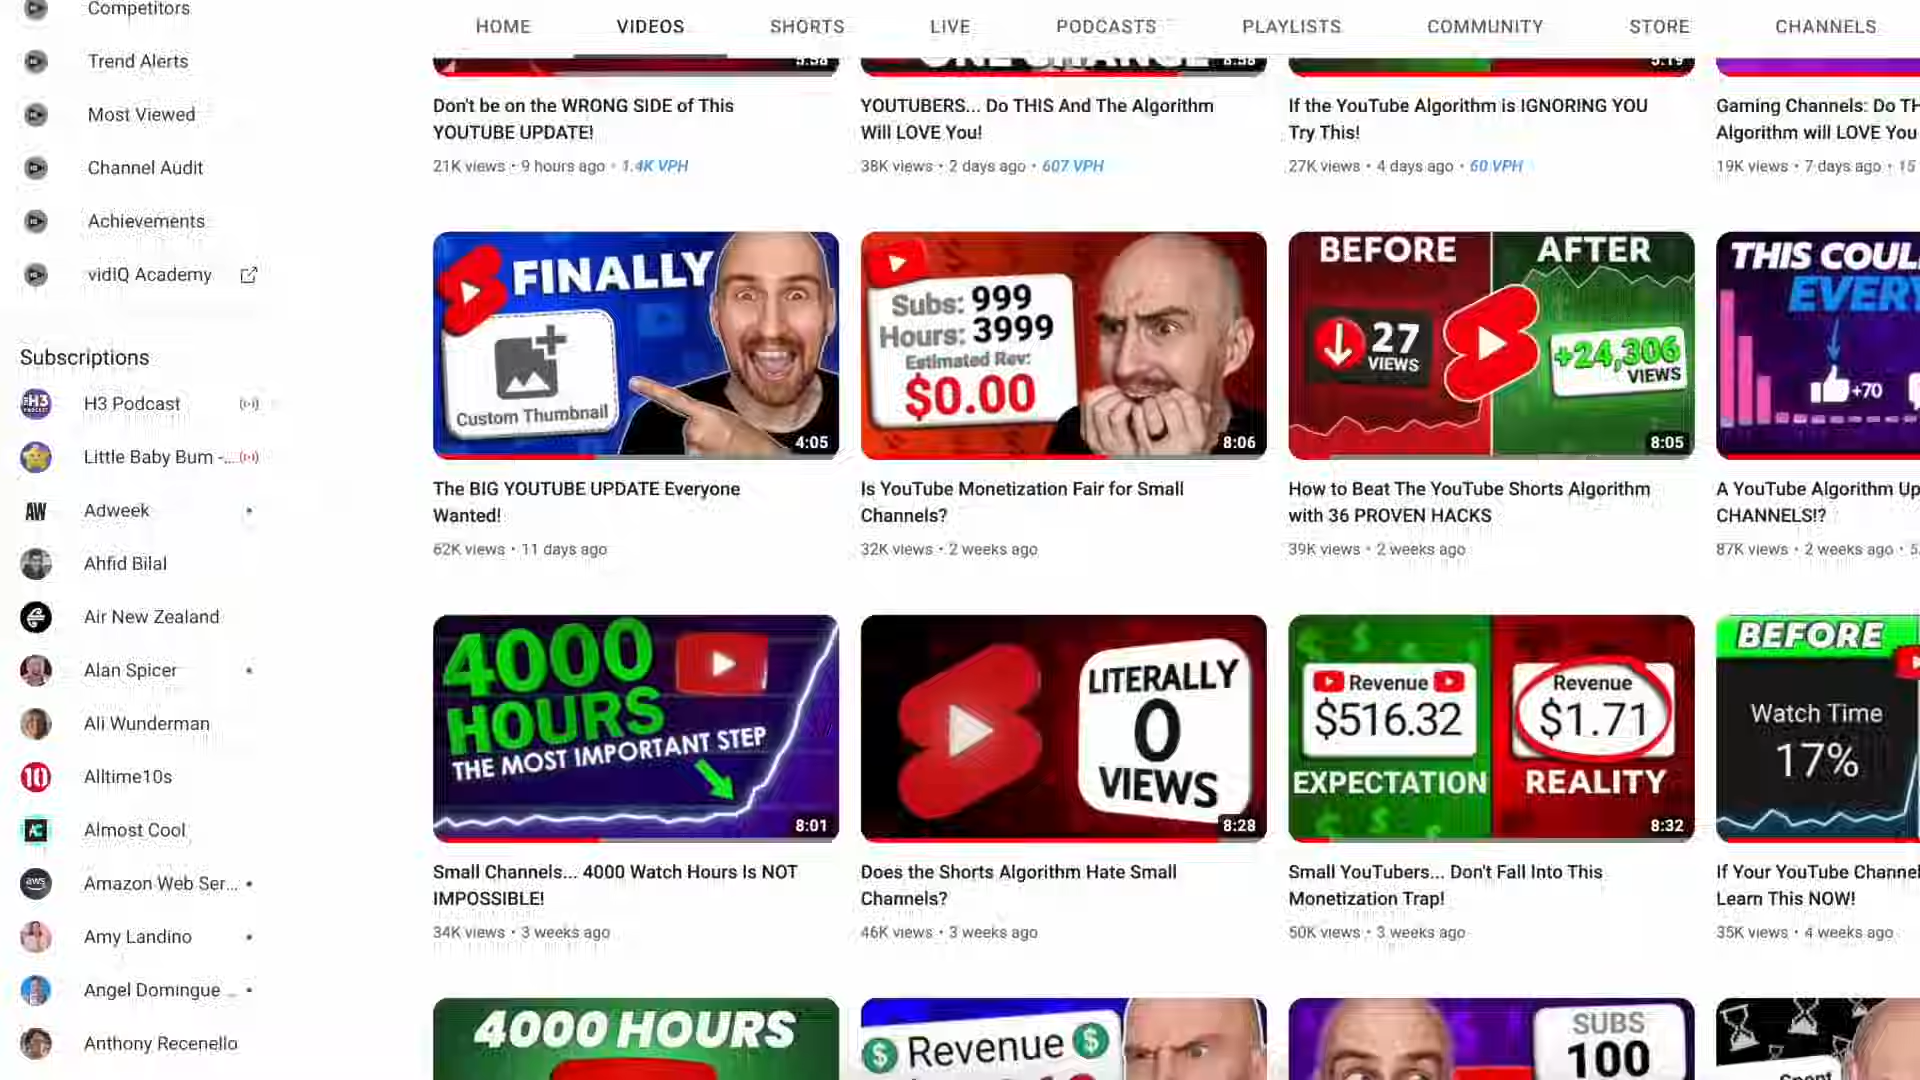 Competitors
Trend Alerts
Most Viewed
Channel Audit
Achievements
vidIQ Academy
Subscriptions
H3 Podcast
Little Baby Bum -...
Adweek
Ahfid Bilal
Air New Zealand
Alan Spicer
Ali Wunderman
Alltime10s
Almost Cool
Amazon Web Ser...
Amy Landino
Angel Domingue ...
Anthony Recenello
HOME VIDEOS SHORTS LIVE PODCASTS PLAYLISTS COMMUNITY STORE CHANNELS
5:58
ONE CHANGE
8:58
5:19
Don't be on the WRONG SIDE of This
YOUTUBE UPDATE!
21K views • 9 hours ago • 1.4K VPH
YOUTUBERS... Do THIS And The Algorithm
Will LOVE You!
38K views • 2 days ago • 607 VPH
If the YouTube Algorithm is IGNORING YOU
Try This!
27K views • 4 days ago • 60 VPH
Gaming Channels: Do TH
Algorithm will LOVE You
19K views • 7 days ago • 15
FINALLY
Custom Thumbnail
4:05
The BIG YOUTUBE UPDATE Everyone
Wanted!
62K views • 11 days ago
Subs: 999
Hours: 3999
Estimated Rev:
$0.00
8:06
Is YouTube Monetization Fair for Small
Channels?
32K views • 2 weeks ago
BEFORE AFTER
27
VIEWS
+24,306
VIEWS
8:05
How to Beat The YouTube Shorts Algorithm
with 36 PROVEN HACKS
39K views • 2 weeks ago
THIS COUL
EVERY
+70
A YouTube Algorithm Up
CHANNELS!?
87K views • 2 weeks ago • 5
4000
HOURS
THE MOST IMPORTANT STEP
8:01
Small Channels... 4000 Watch Hours Is NOT
IMPOSSIBLE!
34K views • 3 weeks ago
LITERALLY
0
VIEWS
8:28
Does the Shorts Algorithm Hate Small
Channels?
46K views • 3 weeks ago
Revenue
$516.32
EXPECTATION
Revenue
$1.71
REALITY
8:32
Small YouTubers... Don't Fall Into This
Monetization Trap!
50K views • 3 weeks ago
BEFORE
Watch Time
17%
If Your YouTube Channel
Learn This NOW!
35K views • 4 weeks ago
4000 HOURS
$ Revenue $
SUBS
100
Spent